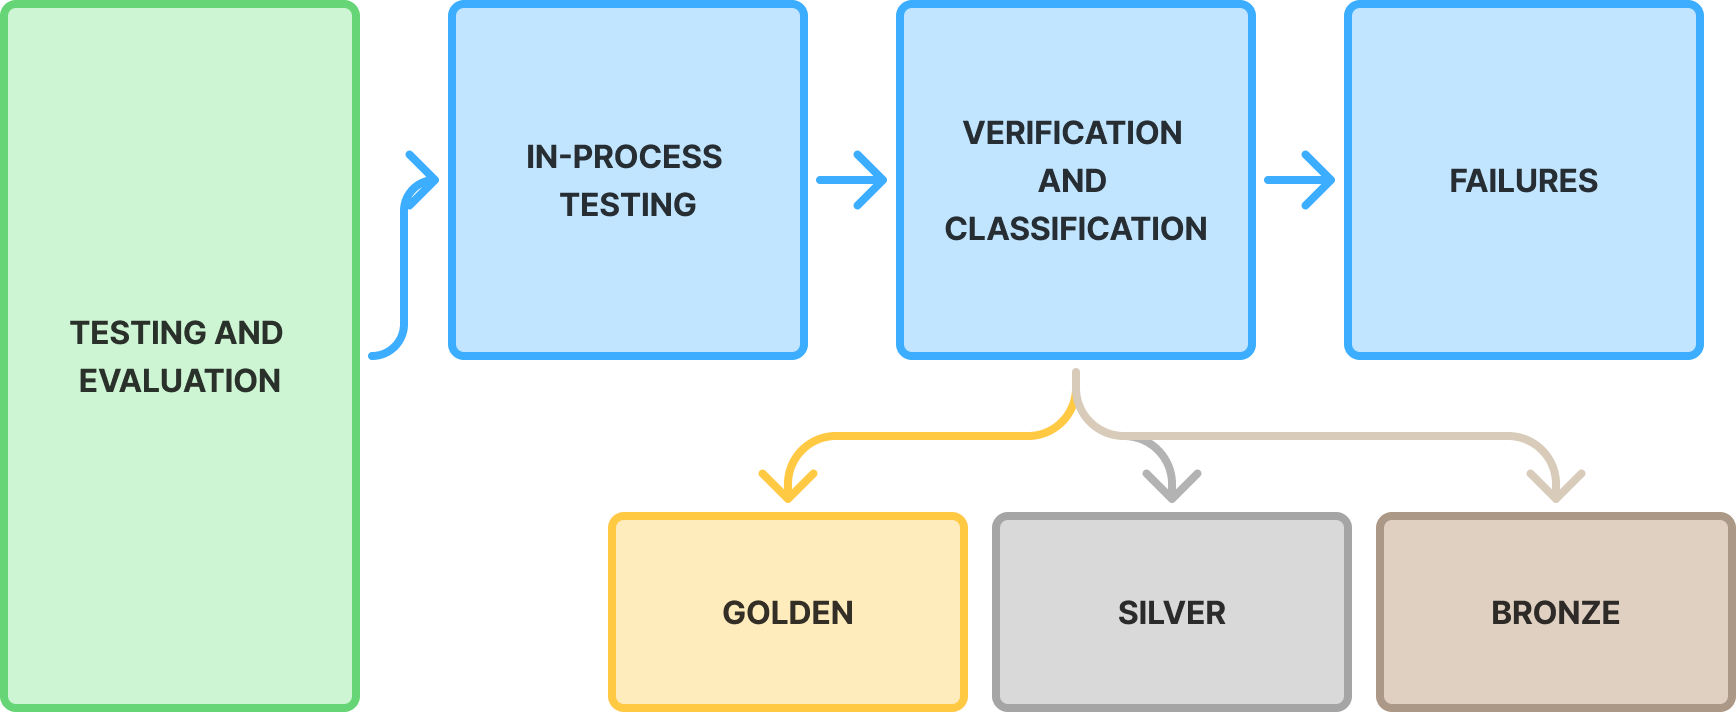 TESTING AND
EVALUATION
IN-PROCESS
TESTING
VERIFICATION
AND
CLASSIFICATION
FAILURES
GOLDEN
SILVER
BRONZE